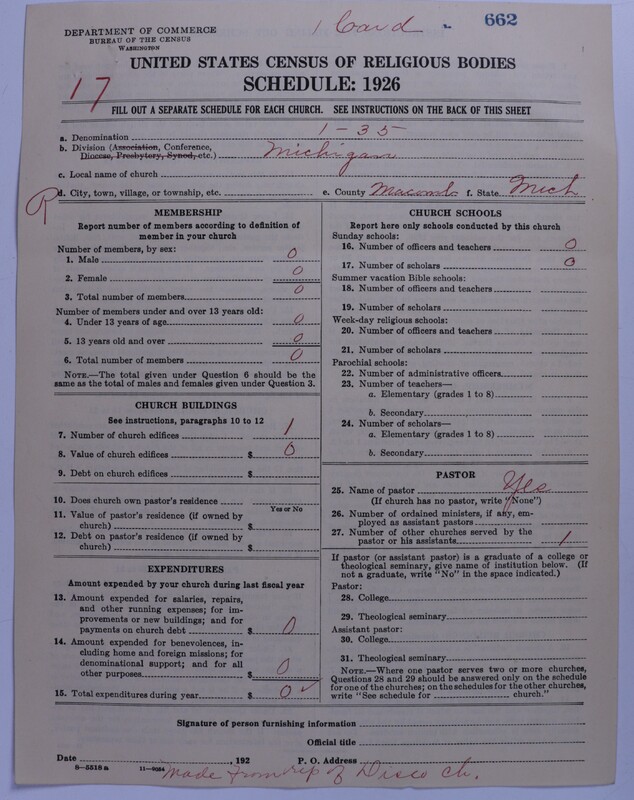 DEPARTMENT OF COMMERCE
BUREAU OF THE CENSUS
WASHINGTON
1 Card
662
UNITED STATES CENSUS OF RELIGIOUS BODIES
SCHEDULE: 1926
17
FILL OUT A SEPARATE SCHEDULE FOR EACH CHURCH. SEE INSTRUCTIONS ON THE BACK OF THIS SHEET
a. Denomination 1-35
b. Division (Association, Conference,
Diocese, Presbytery, Synod, etc.) Michigan
c. Local name of church
R
d. City, town, village, or township, etc. e. County Macomb f. State Mich
MEMBERSHIP
Report number of members according to definition of
member in your church
Number of members, by sex:
1. Male 0
2. Female 0
3. Total number of members 0
Number of members under and over 13 years old:
4. Under 13 years of age 0
5. 13 years old and over 0
6. Total number of members 0
NOTE.—The total given under Question 6 should be
same as the total of males and females given under Question 3.
CHURCH BUILDINGS
See instructions, paragraphs 10 to 12
7. Number of church edifices 1
8. Value of church edifices $ 0
9. Debt on church edifices $
10. Does church own pastor's residence
Yes or No
11. Value of pastor's residence (if owned by
church) $
12. Debt on pastor's residence (if owned by
church) $
EXPENDITURES
Amount expended by your church during last fiscal year
13. Amount expended for salaries, repairs,
and other running expenses; for im-
provements or new buildings; and for
payments on church debt $ 0
14. Amount expended for benevolences, in-
cluding home and foreign missions; for
denominational support; and for all
other purposes $ 0
15. Total expenditures during year $ 0 ✓
CHURCH SCHOOLS
Report here only schools conducted by this church
Sunday schools:
16. Number of officers and teachers 0
17. Number of scholars 0
Summer vacation Bible schools:
18. Number of officers and teachers
19. Number of scholars
Week-day religious schools:
20. Number of officers and teachers
21. Number of scholars
Parochial schools:
22. Number of administrative officers
23. Number of teachers—
a. Elementary (grades 1 to 8)
b. Secondary
24. Number of scholars—
a. Elementary (grades 1 to 8)
b. Secondary
PASTOR
25. Name of pastor Yes
(If church has no pastor, write "None")
26. Number of ordained ministers, if any, em-
ployed as assistant pastors
27. Number of other churches served by the
pastor or his assistants 1
If pastor (or assistant pastor) is a graduate of a college or
theological seminary, give name of institution below. (If
not a graduate, write "No" in the space indicated.)
Pastor:
28. College
29. Theological seminary
Assistant pastor:
30. College
31. Theological seminary
NOTE.—Where one pastor serves two or more churches,
Questions 28 and 29 should be answered only on the schedule
for one of the churches; on the schedules for the other churches,
write "See schedule for church."
Signature of person furnishing information
Official title
Date , 192 P. O. Address
8-5518a 11-9054 Made from rep of Disco ch.